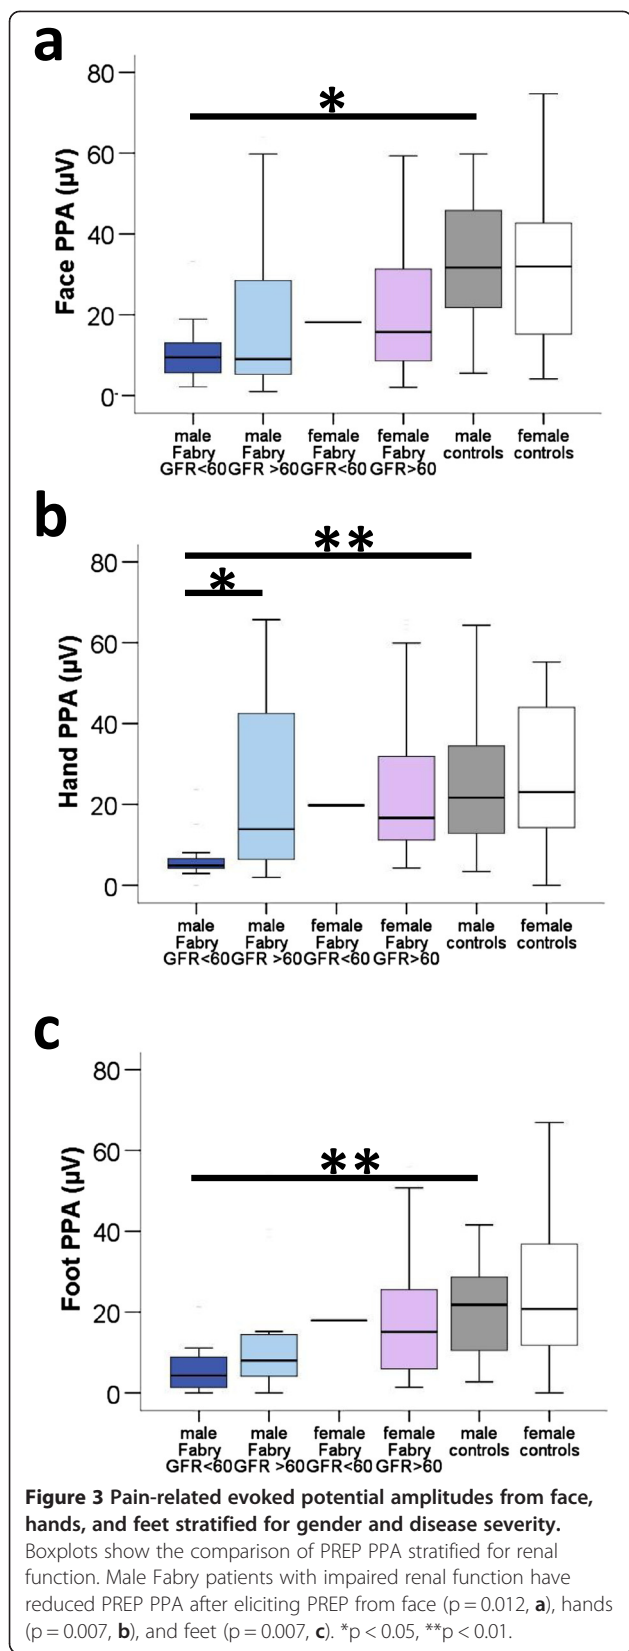 a
*
80
60
40
20
0
Face PPA (µV)
male Fabry GFR<60
male Fabry GFR >60
female Fabry GFR<60
female Fabry GFR>60
male controls
female controls
b
**
*
80
60
40
20
0
Hand PPA (µV)
male Fabry GFR<60
male Fabry GFR >60
female Fabry GFR<60
female Fabry GFR>60
male controls
female controls
c
**
80
60
40
20
0
Foot PPA (µV)
male Fabry GFR<60
male Fabry GFR >60
female Fabry GFR<60
female Fabry GFR>60
male controls
female controls
Figure 3 Pain-related evoked potential amplitudes from face,
hands, and feet stratified for gender and disease severity.
Boxplots show the comparison of PREP PPA stratified for renal
function. Male Fabry patients with impaired renal function have
reduced PREP PPA after eliciting PREP from face (p = 0.012, a), hands
(p = 0.007, b), and feet (p = 0.007, c). *p < 0.05, **p < 0.01.